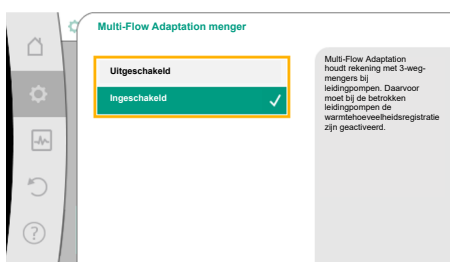 Multi-Flow Adaptation menger
Uitgeschakeld
Ingeschakeld
Multi-Flow Adaptation
houdt rekening met 3-weg-
mengers bij
leidingpompen. Daarvoor
moet bij de betrokken
leidingpompen de
warmtehoeveelheidsregistratie
zijn geactiveerd.
?